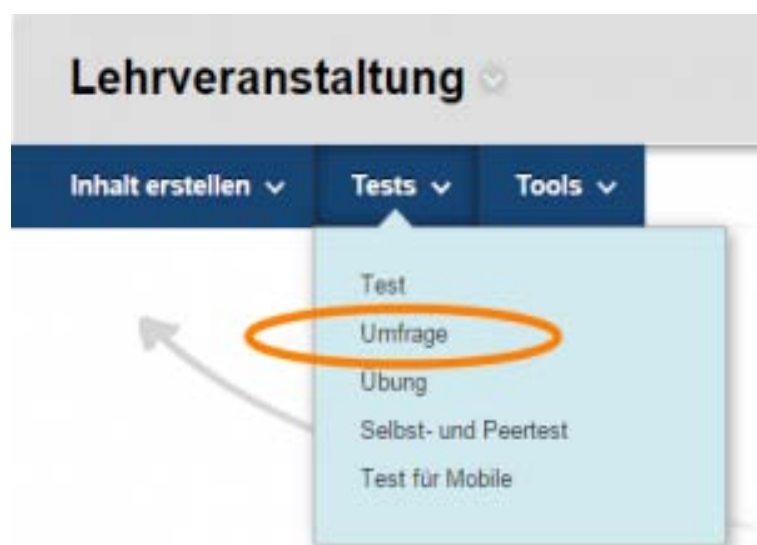 Lehrveranstaltung
Inhalt erstellen Tests Tools
Test
Umfrage
Übung
Selbst- und Peertest
Test für Mobile